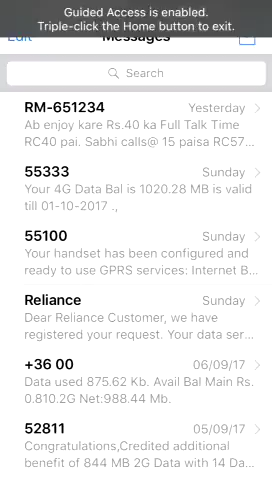 Guided Access is enabled.
Triple-click the Home button to exit.
Edit
Messages
Search
RM-651234
Yesterday
Ab enjoy kare Rs.40 ka Full Talk Time
RC40 pai. Sabhi calls@ 15 paisa RC57...
55333
Sunday
Your 4G Data Bal is 1020.28 MB is valid
till 01-10-2017 .,
55100
Sunday
Your handset has been configured and
ready to use GPRS services: Internet B...
Reliance
Sunday
Dear Reliance Customer, we have
registered your request. Your data ser...
+36 00
06/09/17
Data used 875.62 Kb. Avail Bal Main Rs.
0.810.2G Net:988.44 Mb.
52811
05/09/17
Congratulations,Credited additional
benefit of 844 MB 2G Data with 14 Da...